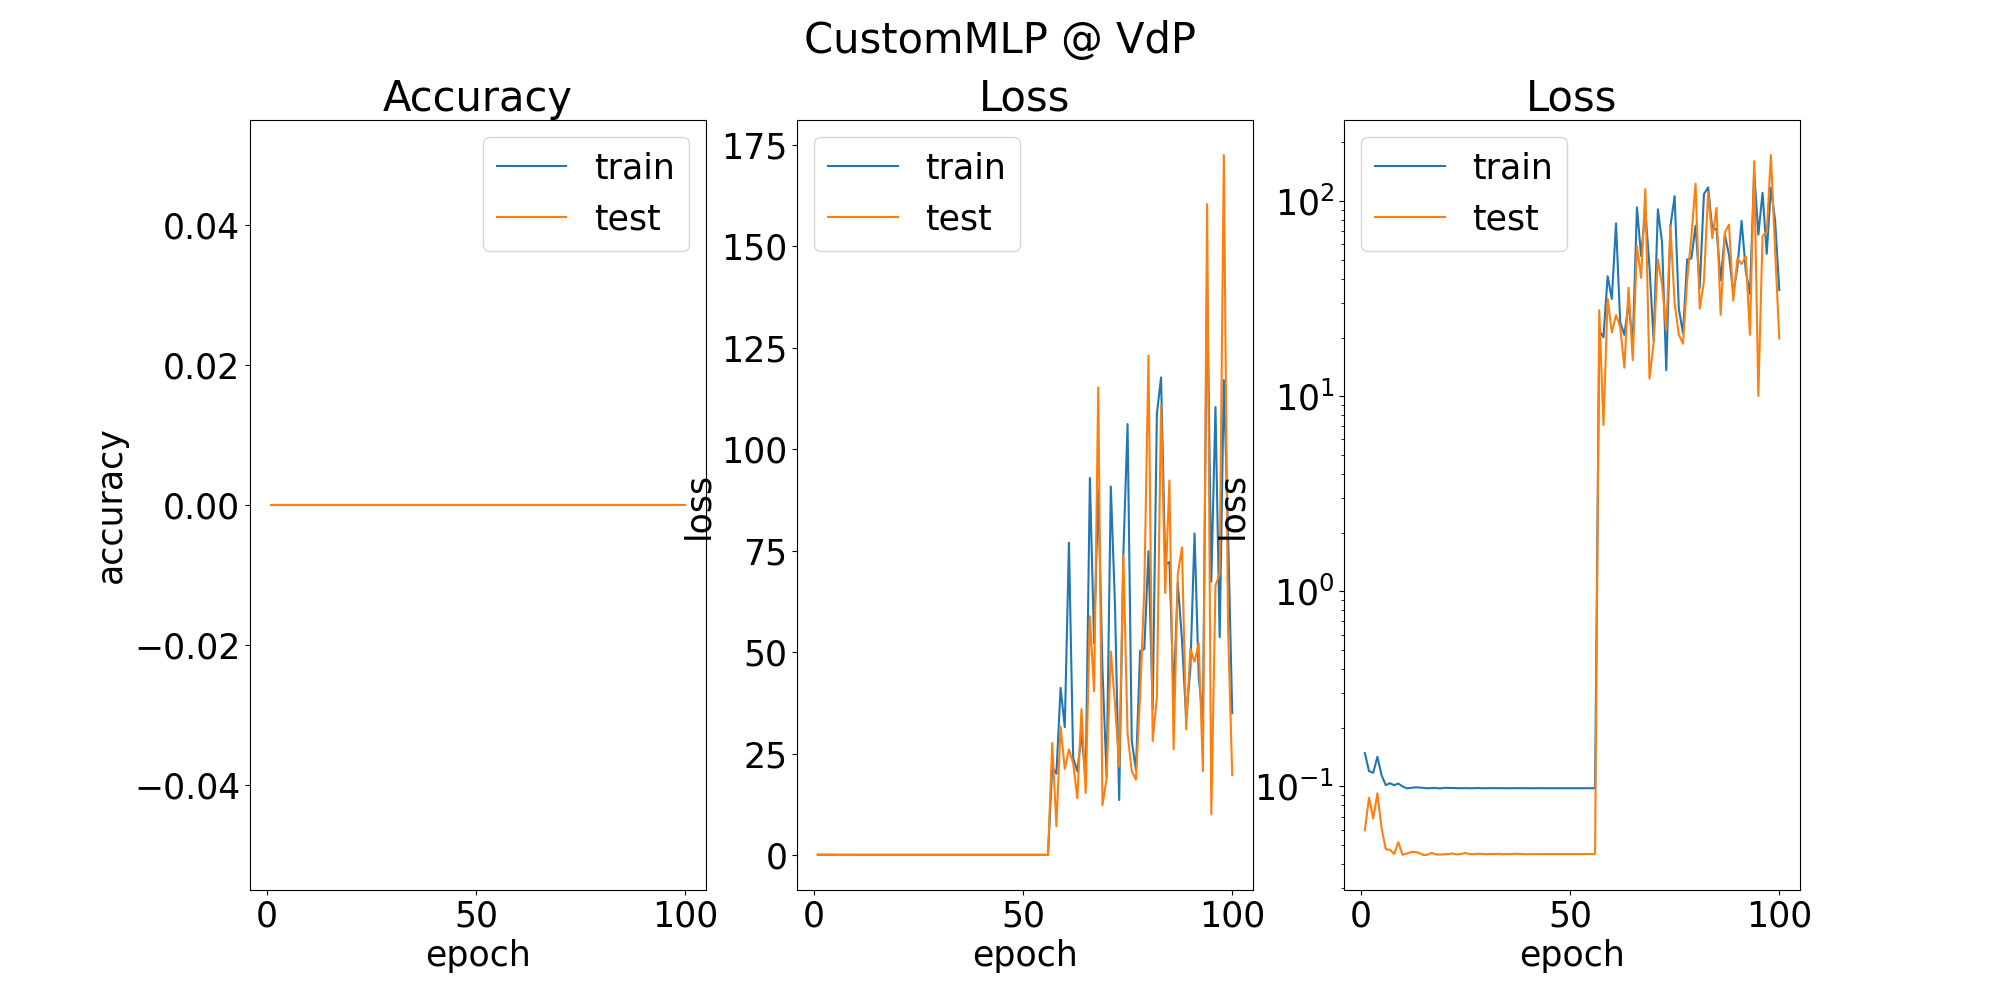 CustomMLP @ VdP
Accuracy
train
test
0.04
0.02
0.00
−0.02
−0.04
accuracy
0
50
100
epoch
Loss
train
test
175
150
125
100
75
50
25
0
loss
0
50
100
epoch
Loss
train
test
10²
10¹
10⁰
10⁻¹
loss
0
50
100
epoch